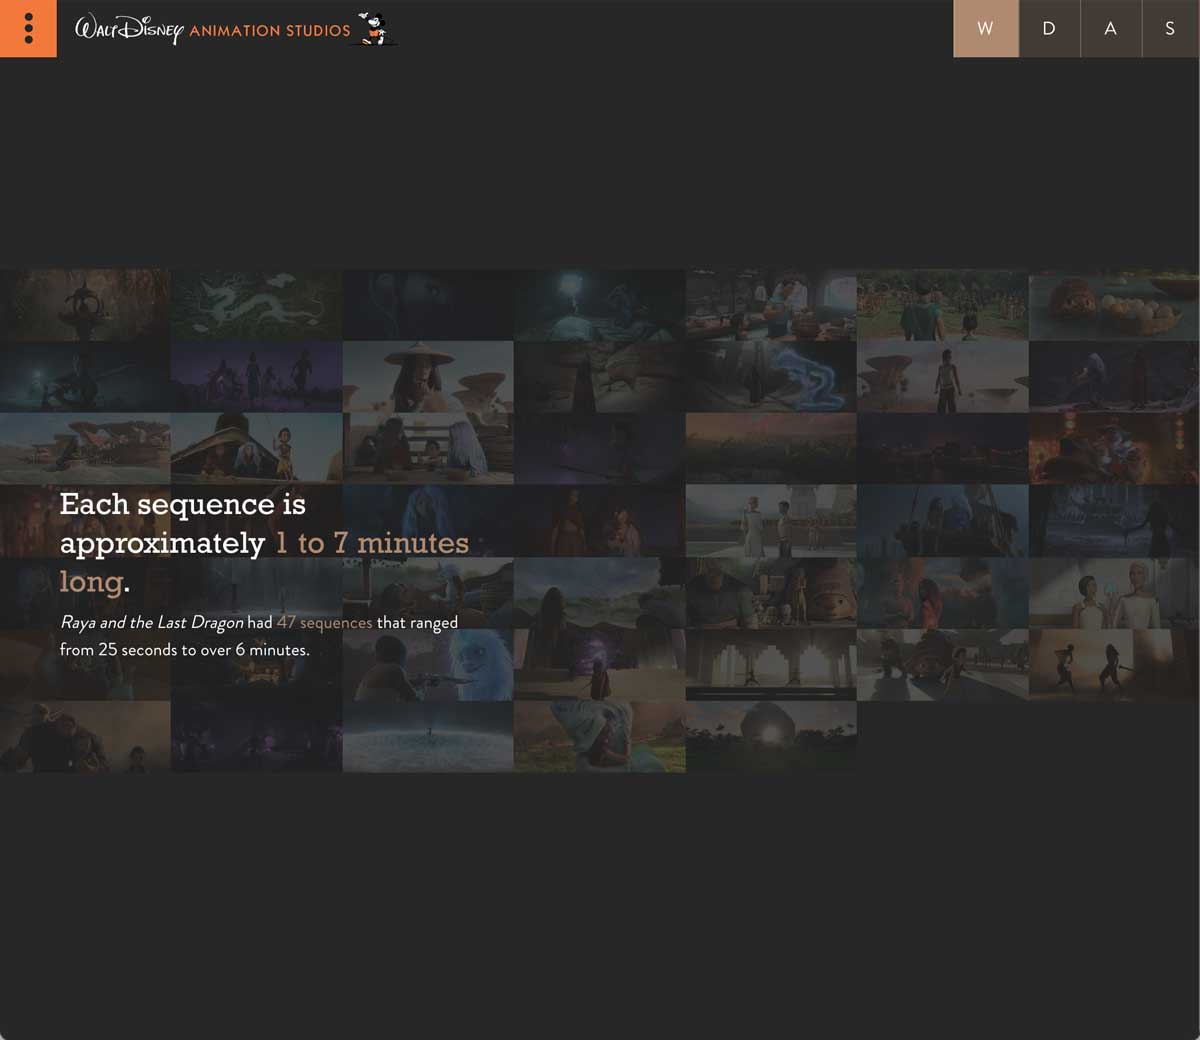 WALT DISNEY ANIMATION STUDIOS
W D A S
Each sequence is
approximately 1 to 7 minutes
long.
Raya and the Last Dragon had 47 sequences that ranged
from 25 seconds to over 6 minutes.